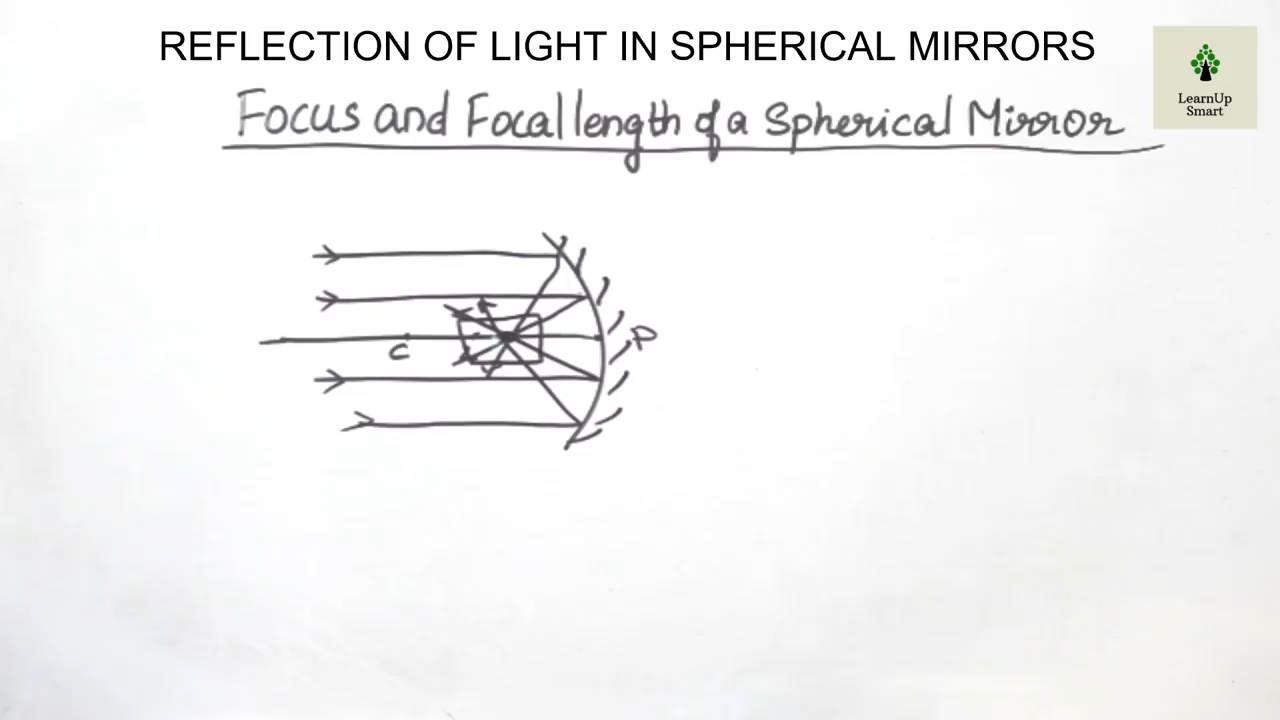 REFLECTION OF LIGHT IN SPHERICAL MIRRORS
LearnUp
Smart
Focus and Focal length of a Spherical Mirror
C
P